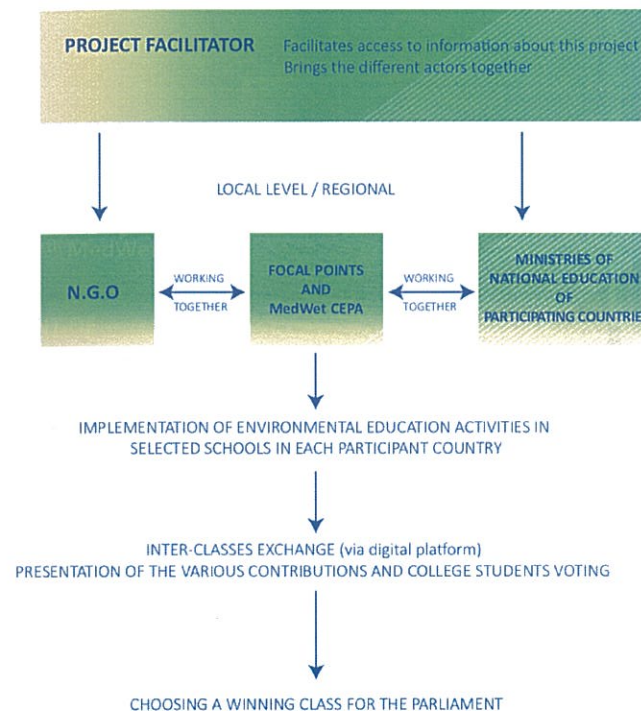 PROJECT FACILITATOR Facilitates access to information about this project
Brings the different actors together
LOCAL LEVEL / REGIONAL
N.G.O
WORKING
TOGETHER
FOCAL POINTS
AND
MedWet CEPA
WORKING
TOGETHER
MINISTRIES OF
NATIONAL EDUCATION
OF
PARTICIPATING COUNTRIE
IMPLEMENTATION OF ENVIRONMENTAL EDUCATION ACTIVITIES IN
SELECTED SCHOOLS IN EACH PARTICIPANT COUNTRY
INTER-CLASSES EXCHANGE (via digital platform)
PRESENTATION OF THE VARIOUS CONTRIBUTIONS AND COLLEGE STUDENTS VOTING
CHOOSING A WINNING CLASS FOR THE PARLIAMENT